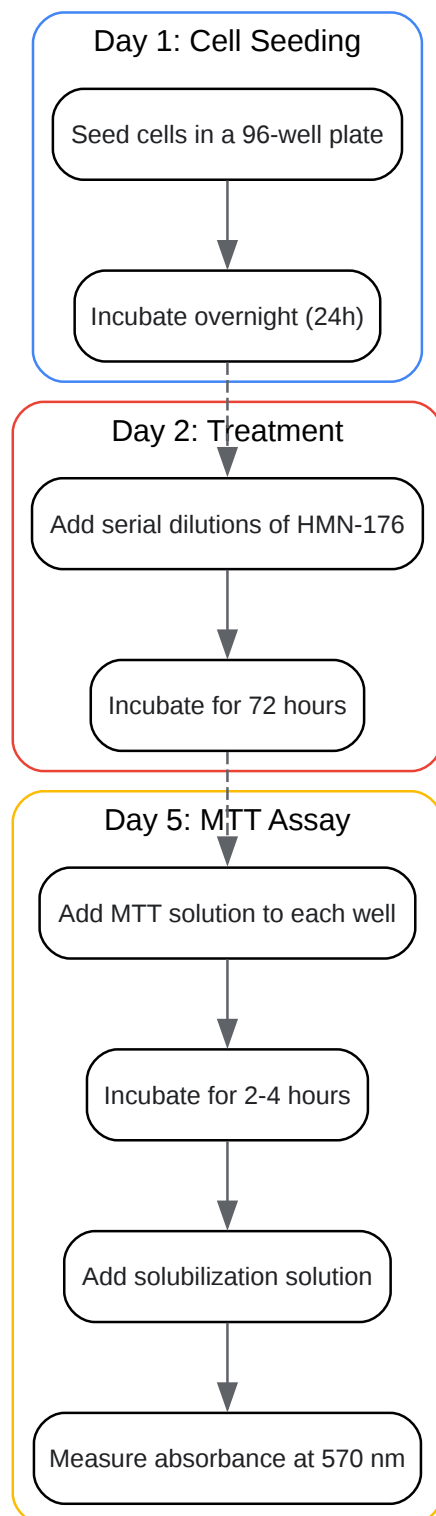 Day 1: Cell Seeding
Seed cells in a 96-well plate
Incubate overnight (24h)
Day 2: Treatment
Add serial dilutions of HMN-176
Incubate for 72 hours
Day 5: MTT Assay
Add MTT solution to each well
Incubate for 2-4 hours
Add solubilization solution
Measure absorbance at 570 nm